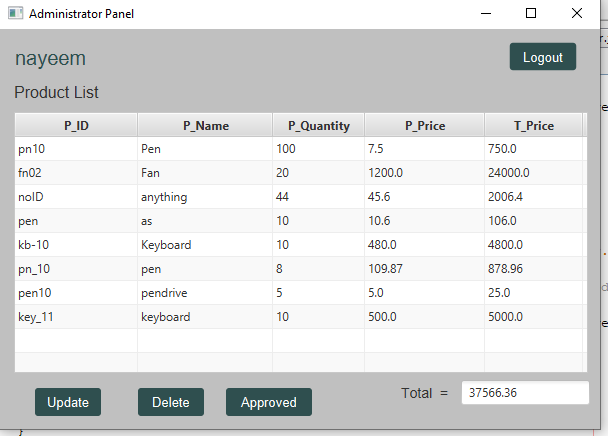 Administrator Panel
nayeem
Logout
Product List
P_ID P_Name P_Quantity P_Price T_Price
pn10 Pen 100 7.5 750.0
fn02 Fan 20 1200.0 24000.0
noID anything 44 45.6 2006.4
pen as 10 10.6 106.0
kb-10 Keyboard 10 480.0 4800.0
pn_10 pen 8 109.87 878.96
pen10 pendrive 5 5.0 25.0
key_11 keyboard 10 500.0 5000.0
Update Delete Approved Total = 37566.36
}